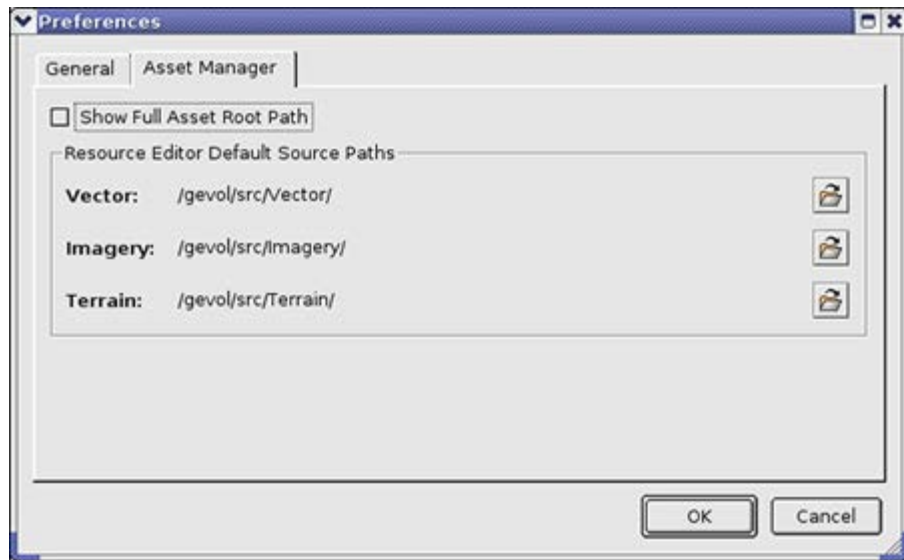 Preferences
General
Asset Manager
Show Full Asset Root Path
Resource Editor Default Source Paths
Vector: /gevol/src/Vector/
Imagery: /gevol/src/Imagery/
Terrain: /gevol/src/Terrain/
OK
Cancel